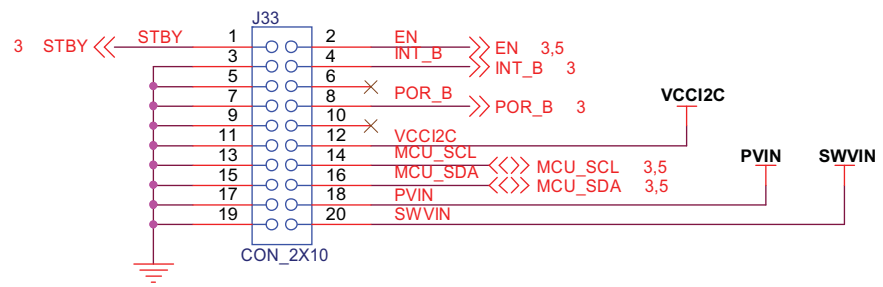 J33
3 STBY STBY 1 2 EN EN 3,5
3 4 INT_B INT_B 3
5 6
7 8 POR_B POR_B 3
9 10
VCCI2C
11 12 VCCI2C
13 14 MCU_SCL MCU_SCL 3,5
15 16 MCU_SDA MCU_SDA 3,5
PVIN SWVIN
17 18 PVIN
19 20 SWVIN
CON_2X10